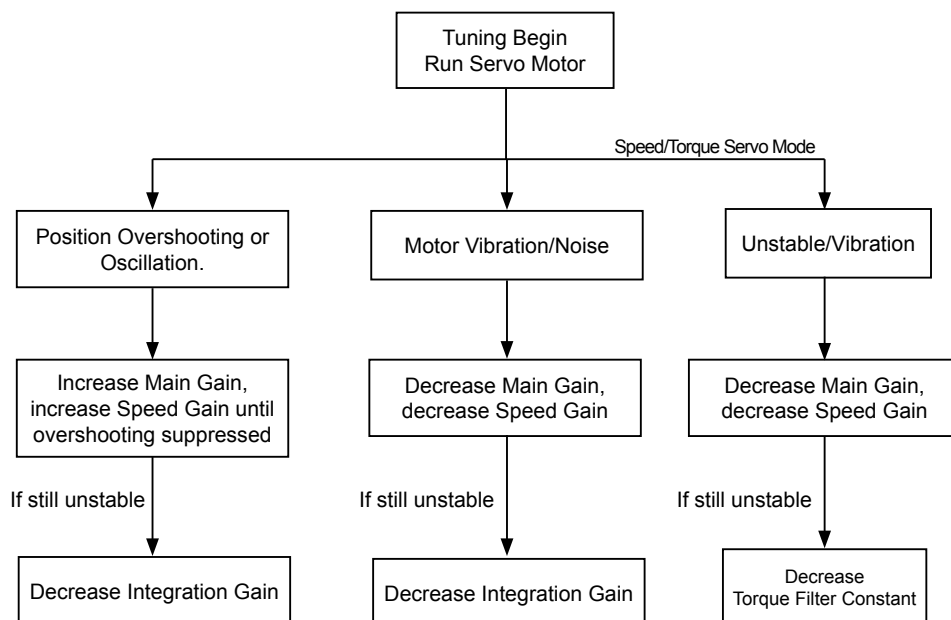 Tuning Begin
Run Servo Motor
Speed/Torque Servo Mode
Position Overshooting or
Oscillation.
Motor Vibration/Noise
Unstable/Vibration
Increase Main Gain,
increase Speed Gain until
overshooting suppressed
Decrease Main Gain,
decrease Speed Gain
Decrease Main Gain,
decrease Speed Gain
If still unstable
If still unstable
If still unstable
Decrease Integration Gain
Decrease Integration Gain
Decrease
Torque Filter Constant